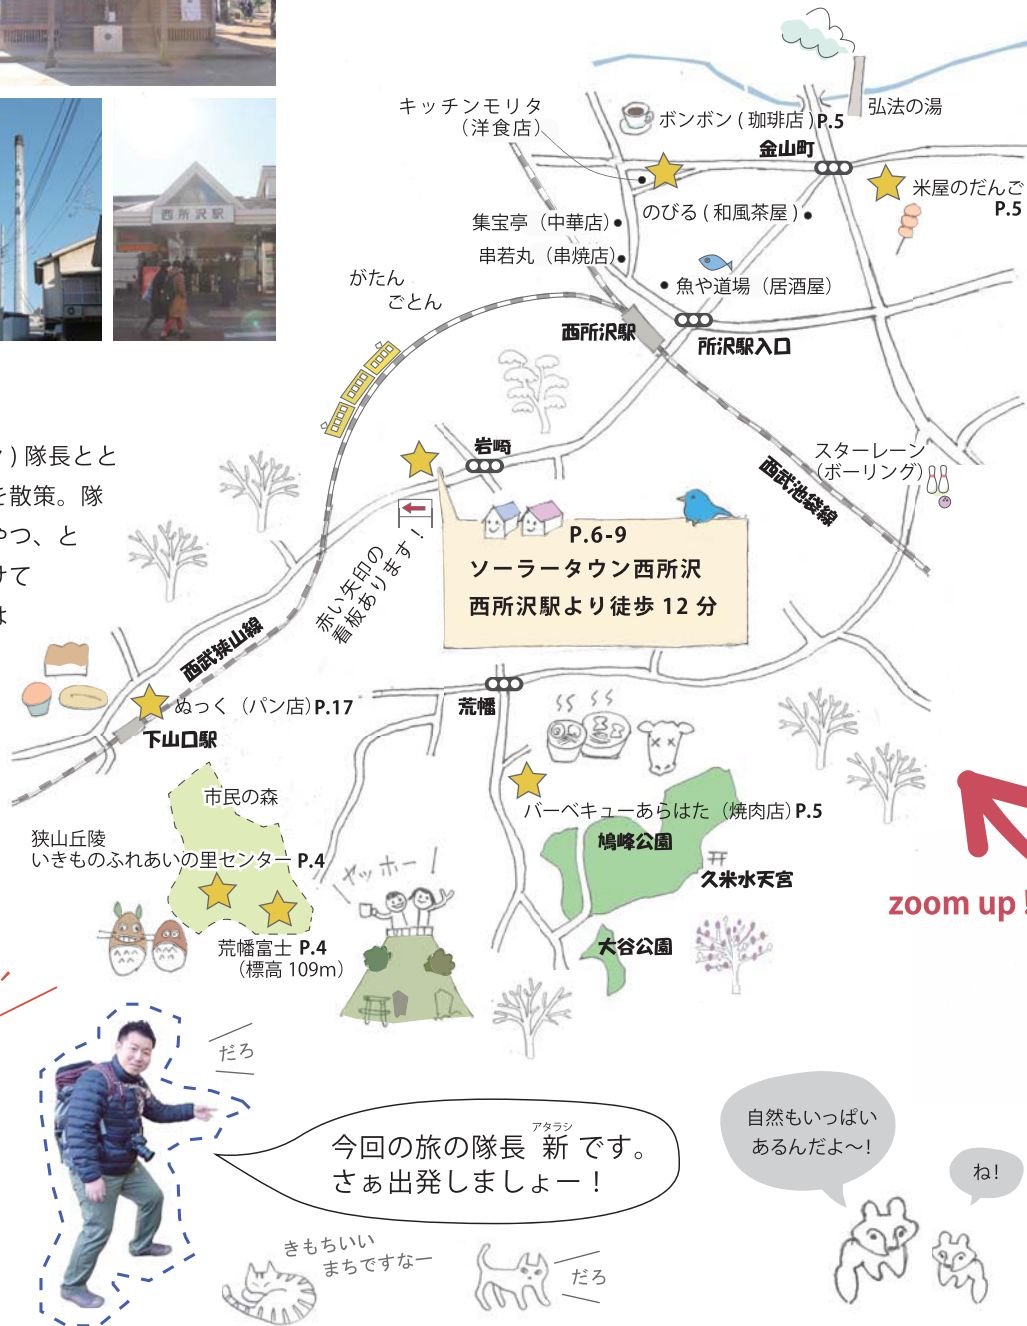 西所沢駅
弘法の湯
キッチンモリタ
（洋食店）
ボンボン ( 珈琲店 ) P.5
金山町
米屋のだんご
P.5
のびる ( 和風茶屋 )
集宝亭（中華店）
串若丸（串焼店）
魚や道場（居酒屋）
がたん
ごとん
西所沢駅
所沢駅入口
スターレーン
（ボーリング）
西武池袋線
) 隊長とと
を散策。隊
やつ、と
けて
は
岩崎
赤い矢印の
看板あります！
P.6-9
ソーラータウン西所沢
西所沢駅より徒歩 12 分
西武狭山線
ぬっく（パン店）P.17
下山口駅
荒幡
バーベキューあらはた（焼肉店）P.5
市民の森
狭山丘陵
いきものふれあいの里センター P.4
鳩峰公園
久米水天宮
zoom up !
ヤッホー！
荒幡富士 P.4
（標高 109m）
大谷公園
だろ
今回の旅の隊長 新 です。
アタラシ
さぁ出発しましょー！
自然もいっぱい
あるんだよ～!
ね!
きもちいい
まちですなー
だろ